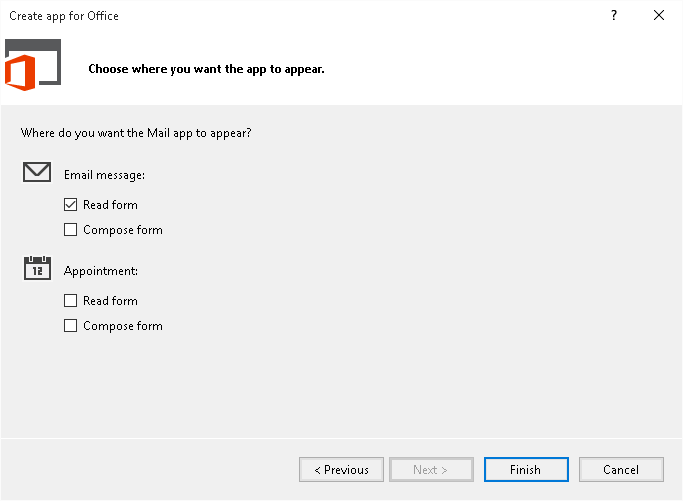 Create app for Office
?
Choose where you want the app to appear.
Where do you want the Mail app to appear?
Email message:
Read form
Compose form
12
Appointment:
Read form
Compose form
< Previous
Next >
Finish
Cancel